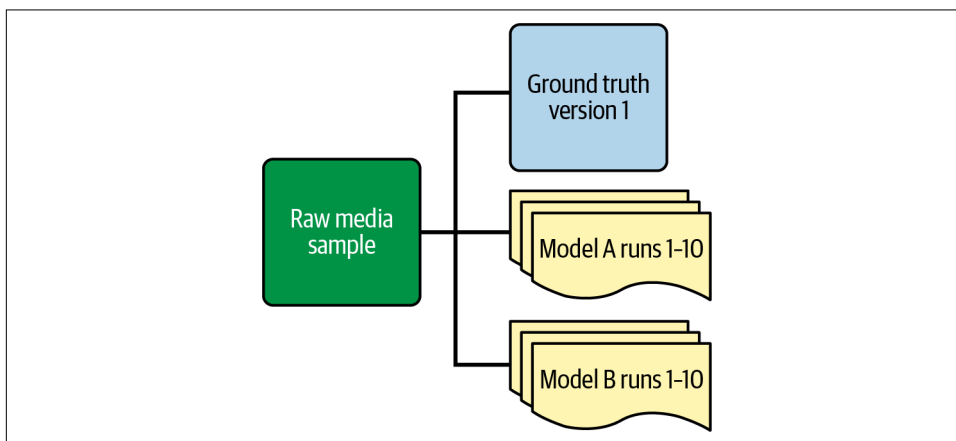 Ground truth
version 1
Raw media
sample
Model A runs 1–10
Model B runs 1–10